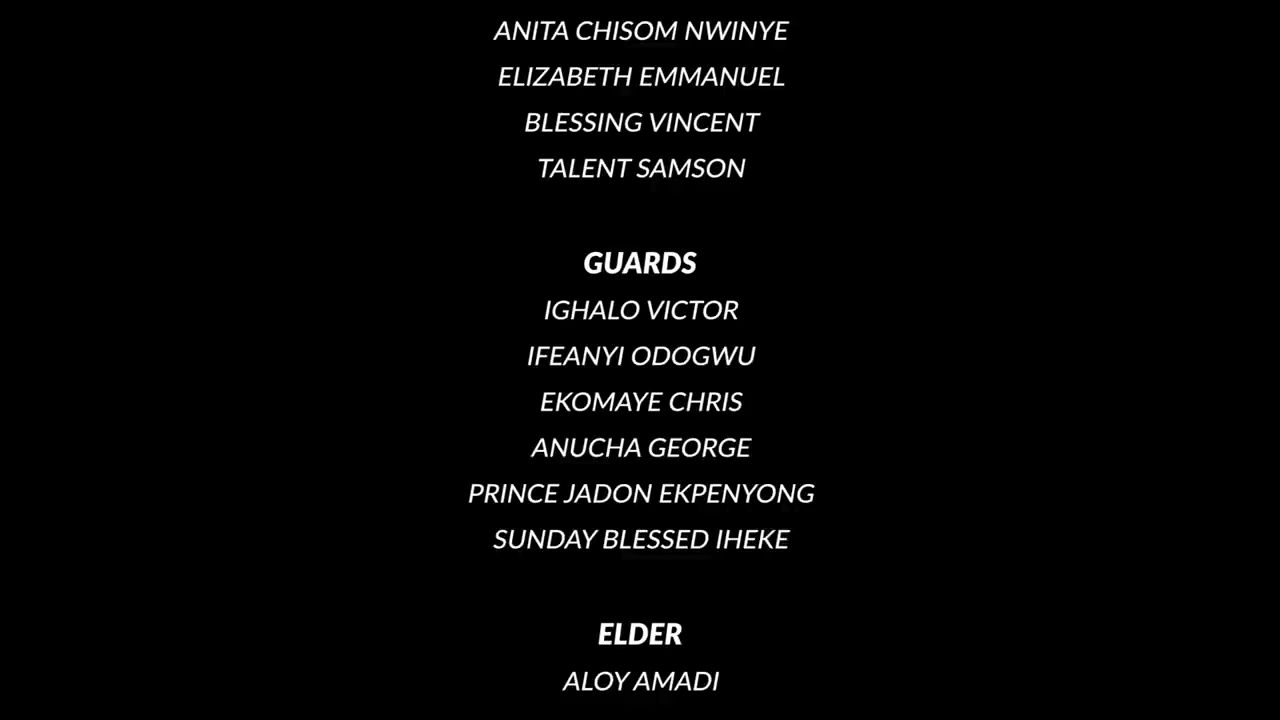 ANITA CHISOM NWINYE
ELIZABETH EMMANUEL
BLESSING VINCENT
TALENT SAMSON
GUARDS
IGHALO VICTOR
IFEANYI ODOGWU
EKOMAYE CHRIS
ANUCHA GEORGE
PRINCE JADON EKPENYONG
SUNDAY BLESSED IHEKE
ELDER
ALOY AMADI